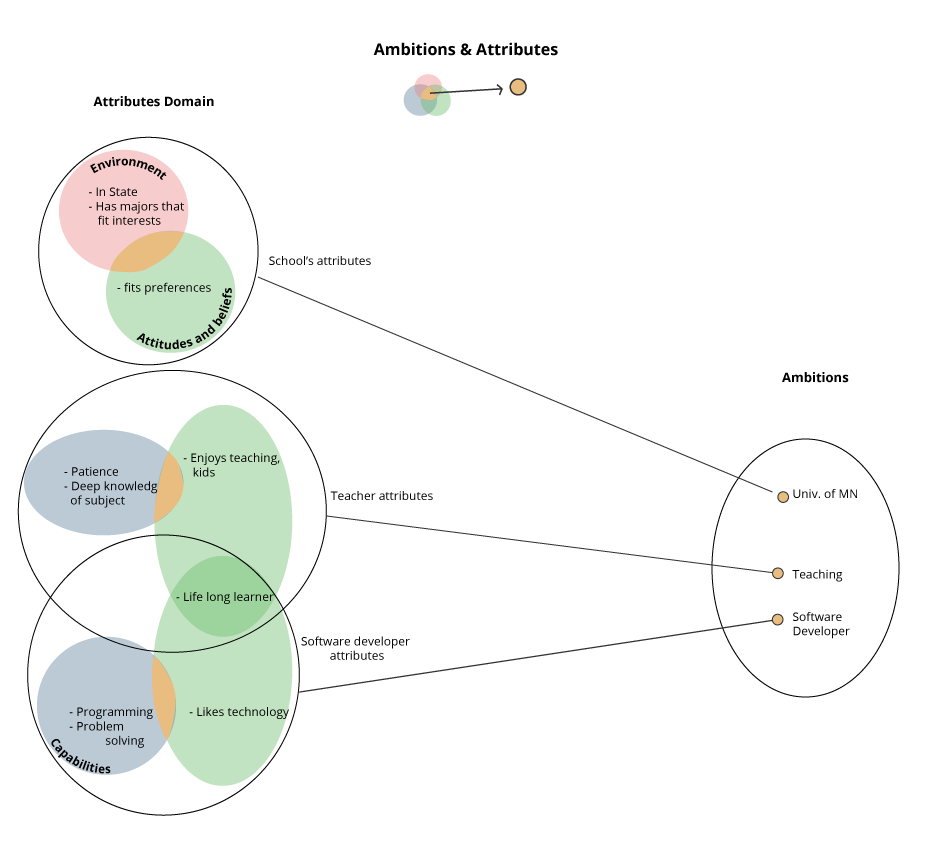 Ambitions & Attributes
Attributes Domain
Environment
- In State
- Has majors that
fit interests
- fits preferences
Attitudes and beliefs
School's attributes
Ambitions
- Enjoys teaching,
kids
- Patience
- Deep knowledg
of subject
Teacher attributes
Univ. of MN
Teaching
- Life long learner
Software
Developer
Software developer
attributes
- Programming
- Problem
solving
- Likes technology
Capabilities